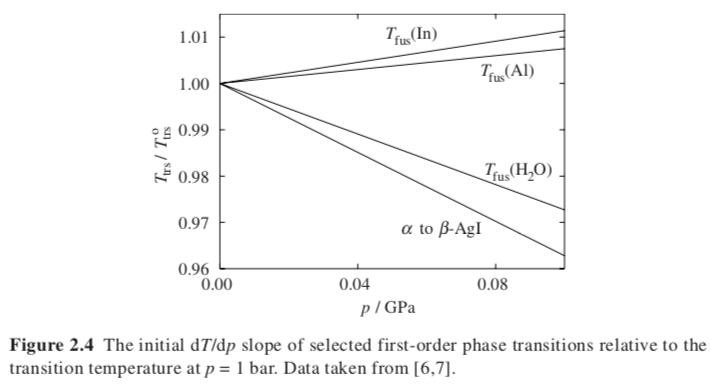 1.01
T_fus(In)
T_fus(Al)
1.00
0.99
T_trs / T°_trs
0.98
T_fus(H₂O)
0.97
α to β-AgI
0.96
0.00
0.04
0.08
p / GPa
Figure 2.4 The initial dT/dp slope of selected first-order phase transitions relative to the
transition temperature at p = 1 bar. Data taken from [6,7].